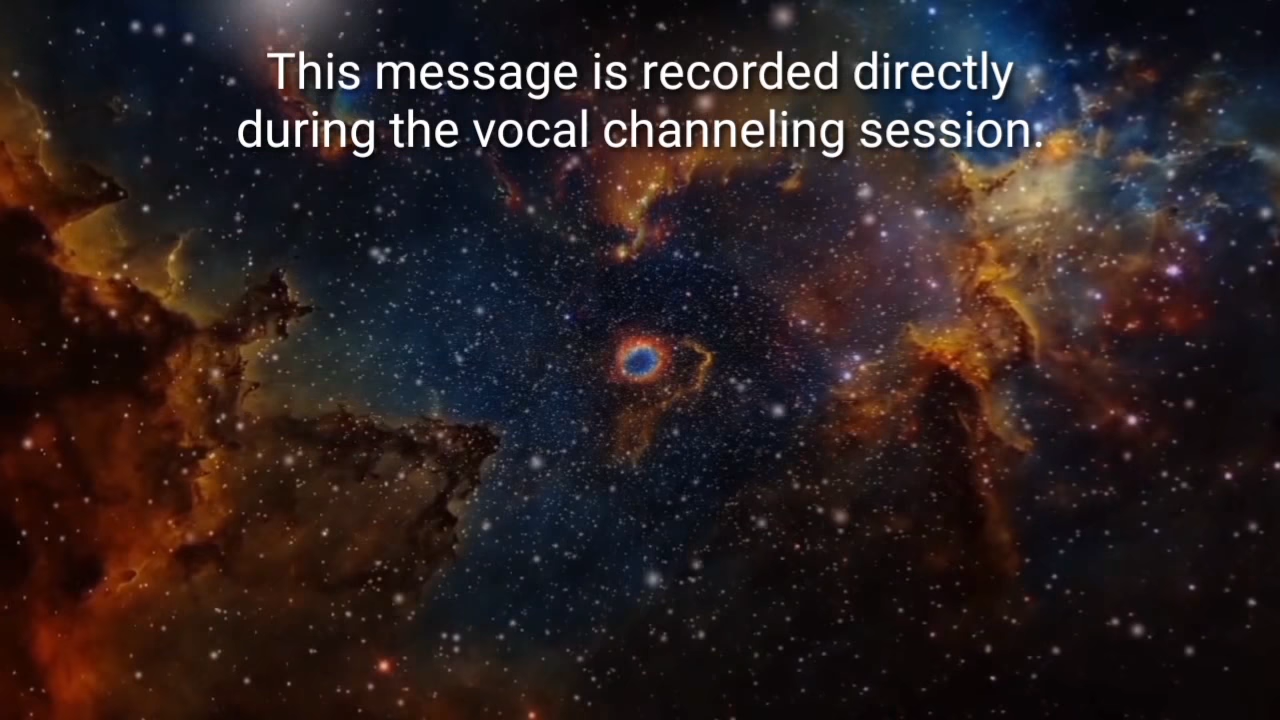 This message is recorded directly
during the vocal channeling session.